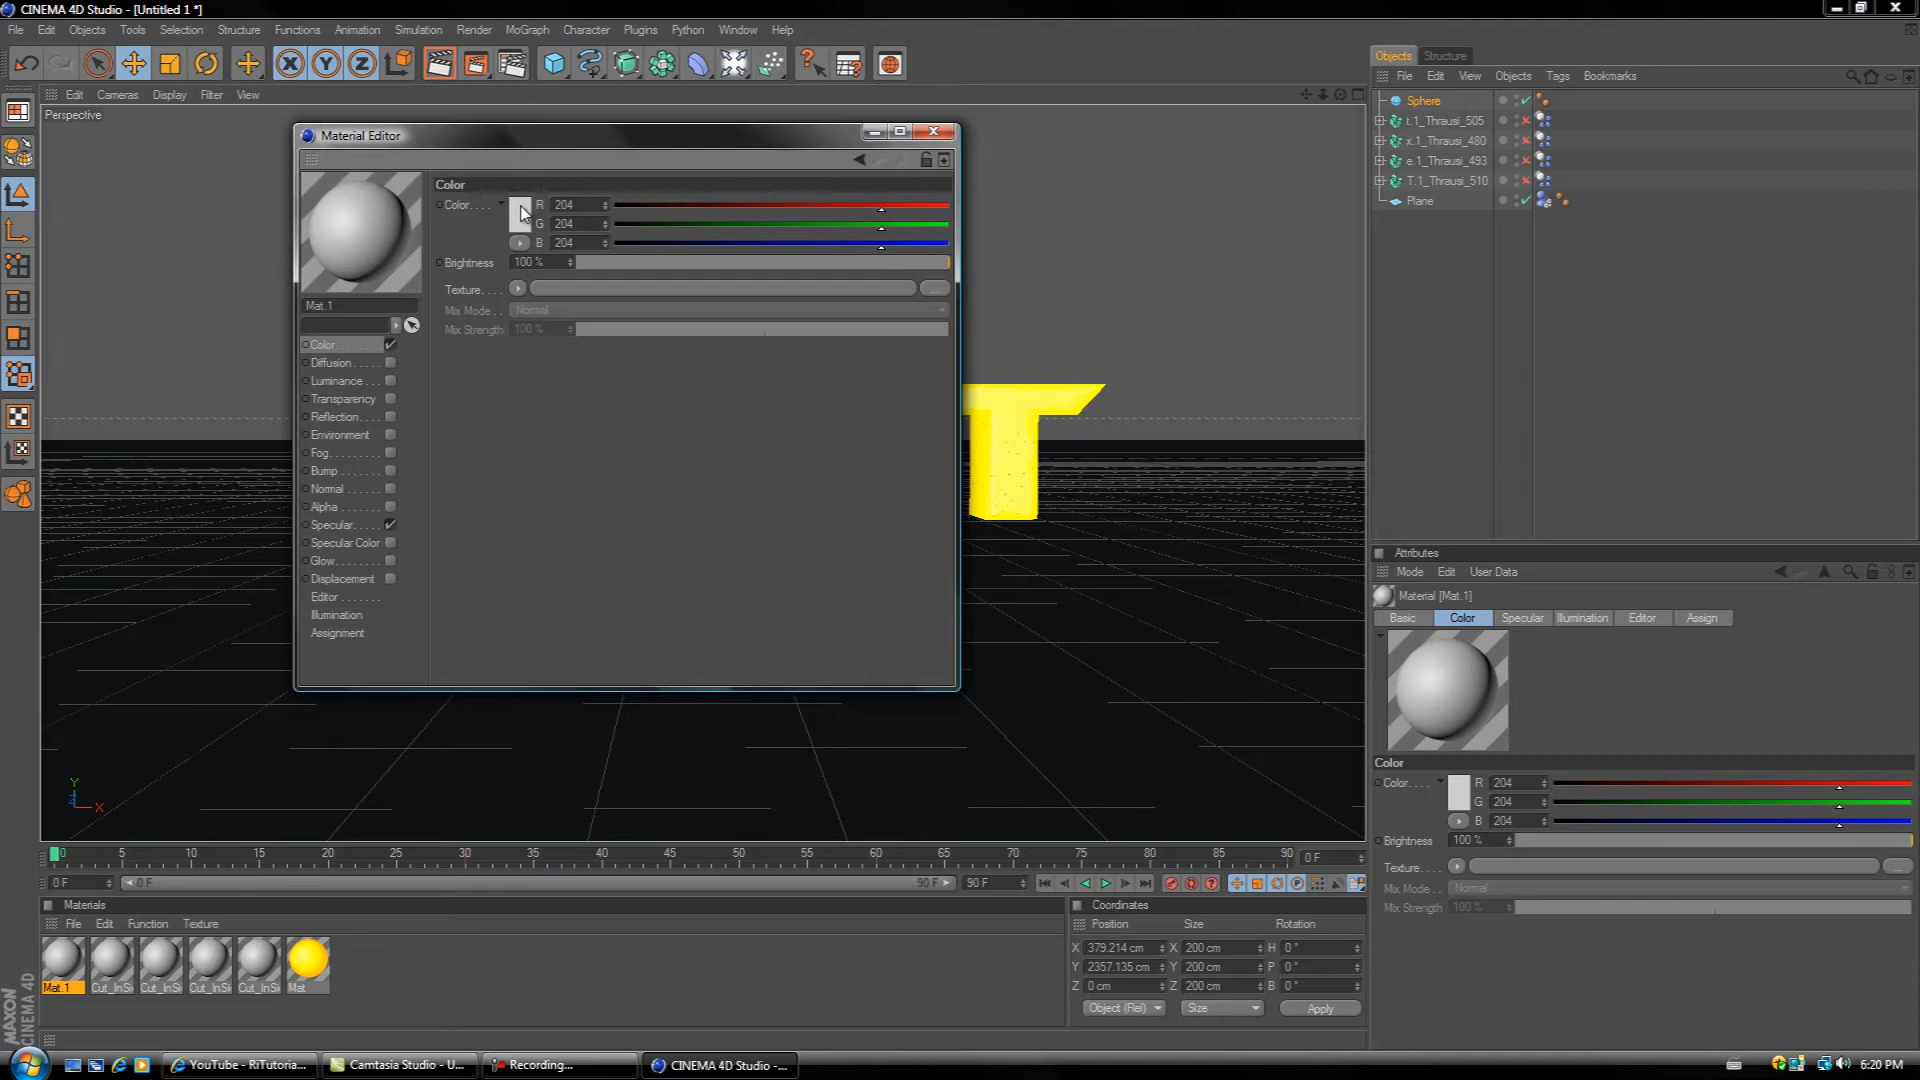 CINEMA 4D Studio - [Untitled 1 *]
File Edit Objects Tools Selection Structure Functions Animation Simulation Render MoGraph Character Plugins Python Window Help
Objects Structure
File Edit View Objects Tags Bookmarks
Sphere
t.1_Thrausi_505
x.1_Thrausi_480
e.1_Thrausi_493
T.1_Thrausi_510
Plane
Edit Cameras Display Filter View
Perspective
Material Editor
Color
Color. . . . R 204
G 204
B 204
Brightness 100 %
Texture. . . . . ...
Mix Mode . . Normal
Mix Strength 100 %
Mat.1
Color
Diffusion
Luminance
Transparency
Reflection
Environment
Fog
Bump
Normal
Alpha
Specular
Specular Color
Glow
Displacement
Editor
Illumination
Assignment
T
Y
Z X
Attributes
Mode Edit User Data
Material [Mat.1]
Basic Color Specular Illumination Editor Assign
Color
Color. . . . R 204
G 204
B 204
Brightness 100 %
Texture. . . . . ...
Mix Mode . . Normal
Mix Strength 100 %
0 5 10 15 20 25 30 35 40 45 50 55 60 65 70 75 80 85 90 0 F
0 F 0 F 90 F 90 F
Materials
File Edit Function Texture
Mat.1 Cut_InSi Cut_InSi Cut_InSi Cut_InSi Mat
Coordinates
Position Size Rotation
X 379.214 cm X 200 cm H 0 °
Y 2357.135 cm Y 200 cm P 0 °
Z 0 cm Z 200 cm B 0 °
Object (Rel) Size Apply
MAXON
CINEMA 4D
YouTube - RiTutoria... Camtasia Studio - U... Recording... CINEMA 4D Studio -... 6:20 PM